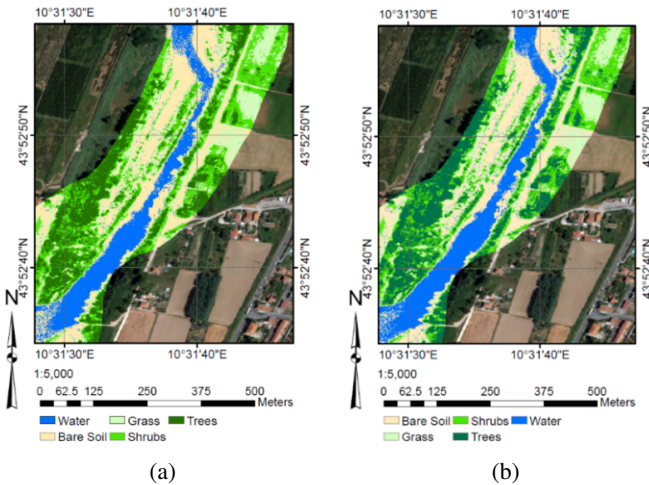 10°31'30"E 10°31'40"E
43°52'50"N 43°52'50"N
43°52'40"N 43°52'40"N
N
10°31'30"E 10°31'40"E
1:5,000
0 62.5 125 250 375 500
Meters
Water Grass Trees
Bare Soil Shrubs
(a)
10°31'30"E 10°31'40"E
43°52'50"N 43°52'50"N
43°52'40"N 43°52'40"N
N
10°31'30"E 10°31'40"E
1:5,000
0 62.5 125 250 375 500
Meters
Bare Soil Shrubs Water
Grass Trees
(b)